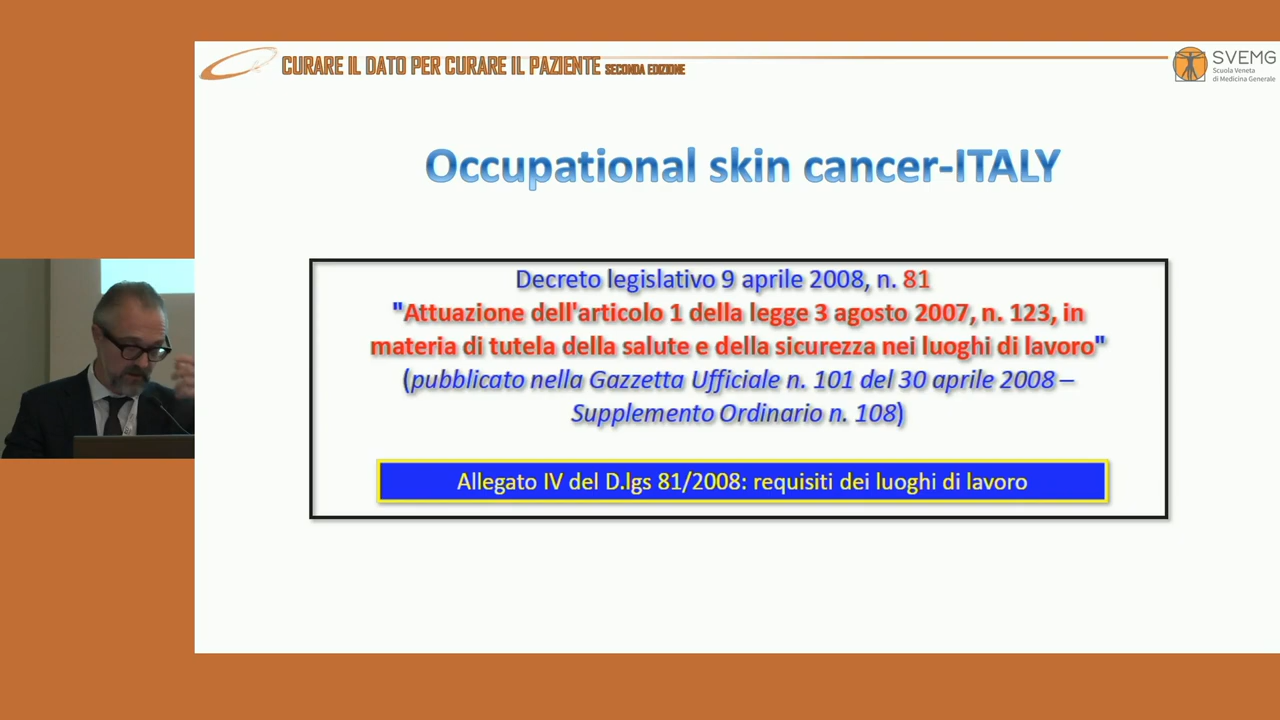 CURARE IL DATO PER CURARE IL PAZIENTE SECONDA EDIZIONE
SVEMG
Scuola Veneta
di Medicina Generale
Occupational skin cancer-ITALY
Decreto legislativo 9 aprile 2008, n. 81
"Attuazione dell'articolo 1 della legge 3 agosto 2007, n. 123, in
materia di tutela della salute e della sicurezza nei luoghi di lavoro"
(pubblicato nella Gazzetta Ufficiale n. 101 del 30 aprile 2008 –
Supplemento Ordinario n. 108)
Allegato IV del D.lgs 81/2008: requisiti dei luoghi di lavoro